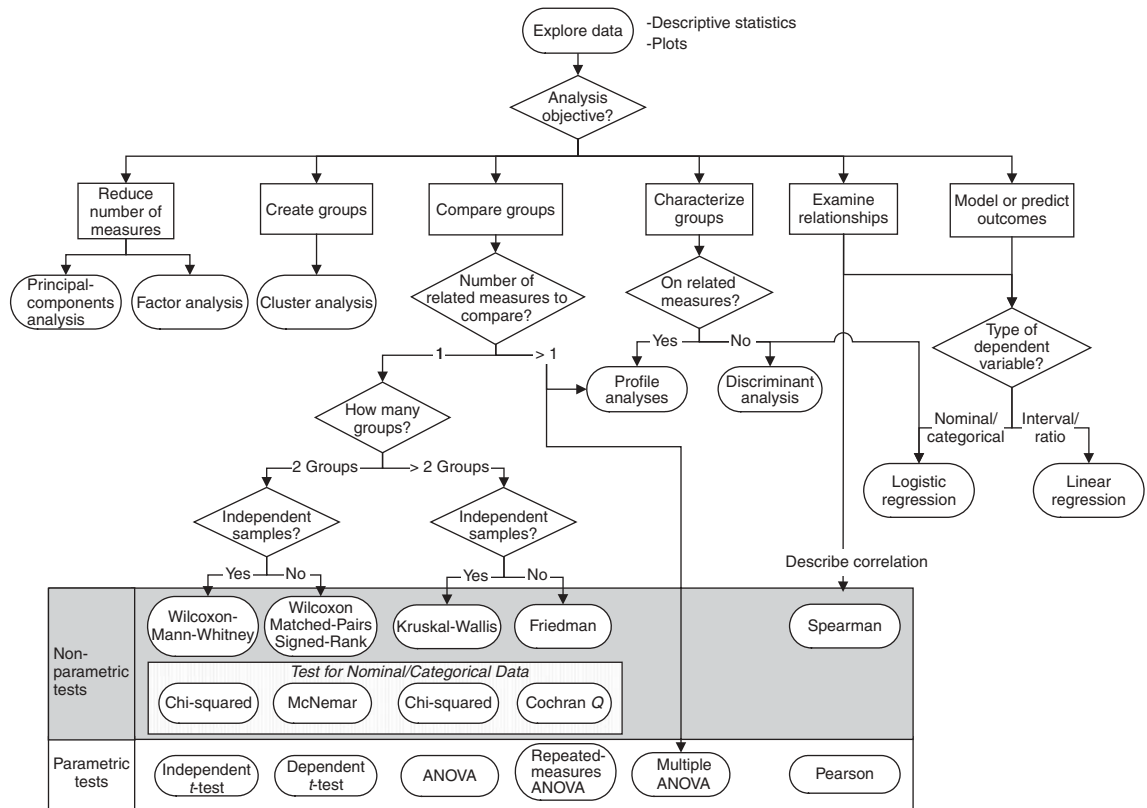 Explore data
-Descriptive statistics
-Plots
Analysis
objective?
Reduce
number of
measures
Create groups
Compare groups
Characterize
groups
Examine
relationships
Model or predict
outcomes
Principal-
components
analysis
Factor analysis
Cluster analysis
Number of
related measures to
compare?
On related
measures?
Type of
dependent
variable?
1
> 1
Yes
No
Profile
analyses
Discriminant
analysis
How many
groups?
Nominal/
categorical
Interval/
ratio
2 Groups
> 2 Groups
Logistic
regression
Linear
regression
Independent
samples?
Independent
samples?
Describe correlation
Yes
No
Yes
No
Non-
parametric
tests
Wilcoxon-
Mann-Whitney
Wilcoxon
Matched-Pairs
Signed-Rank
Kruskal-Wallis
Friedman
Spearman
Test for Nominal/Categorical Data
Chi-squared
McNemar
Chi-squared
Cochran Q
Parametric
tests
Independent
t-test
Dependent
t-test
ANOVA
Repeated-
measures
ANOVA
Multiple
ANOVA
Pearson